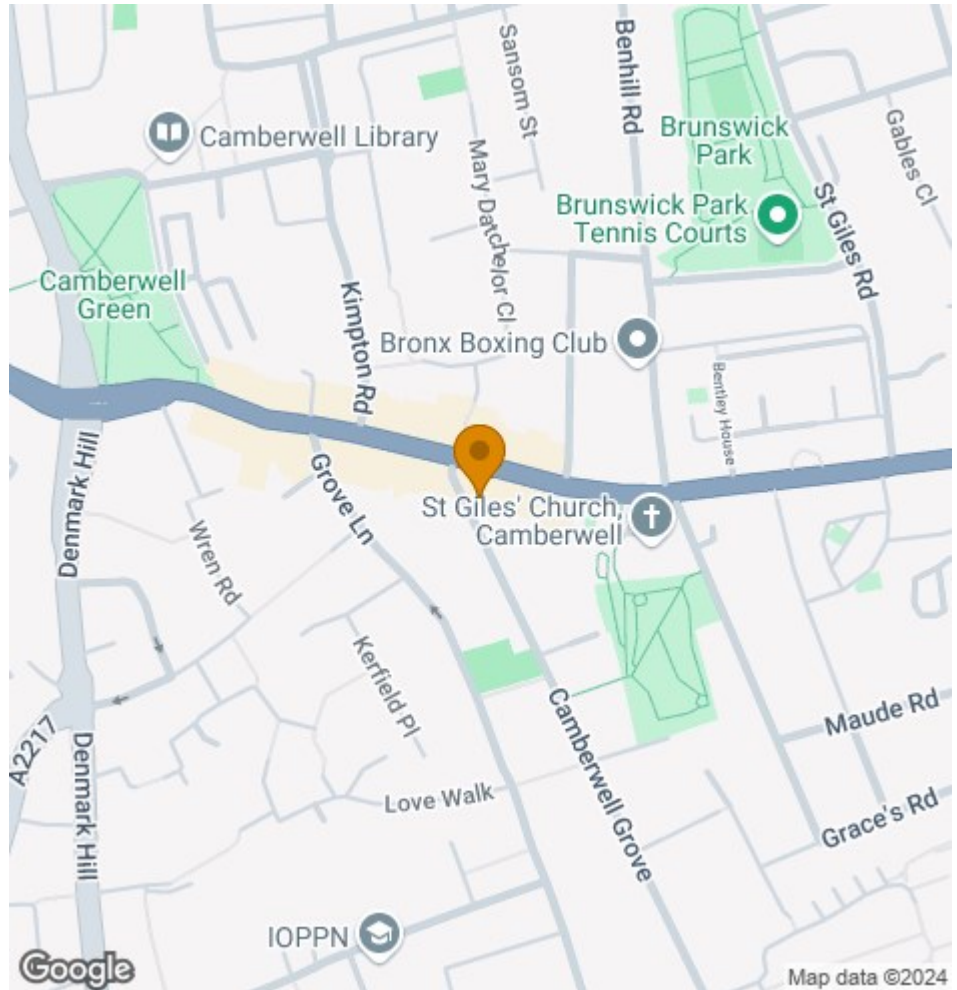 Sansom St
Benhill Rd
Camberwell Library
Mary Datchelor Cl
Brunswick
Park
Gables Cl
Brunswick Park
Tennis Courts
St Giles Rd
Camberwell
Green
Kimpton Rd
Bronx Boxing Club
Bentley House
Denmark Hill
Grove Ln
St Giles' Church,
Camberwell
Wren Rd
Kerfield Pl
Camberwell Grove
Maude Rd
A2217
Denmark Hill
Love Walk
Grace's Rd
IOPPN
Google
Map data ©2024